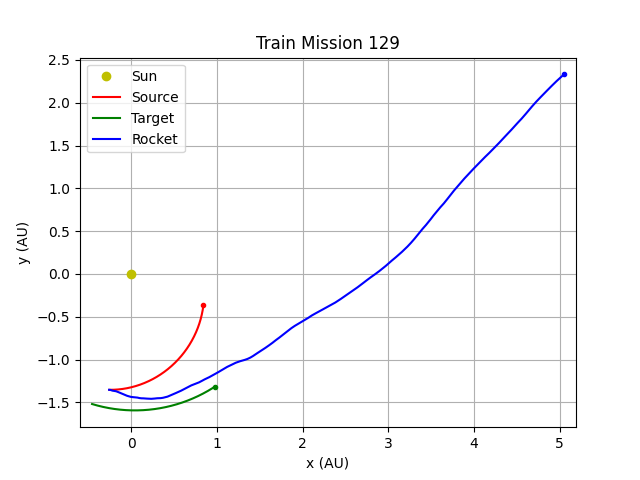 Train Mission 129
2.5
2.0
1.5
1.0
0.5
0.0
−0.5
−1.0
−1.5
y (AU)
Sun
Source
Target
Rocket
0 1 2 3 4 5
x (AU)